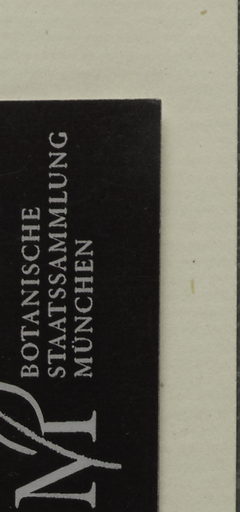 BOTANISCHE
STAATSSAMMLUNG
MÜNCHEN
M